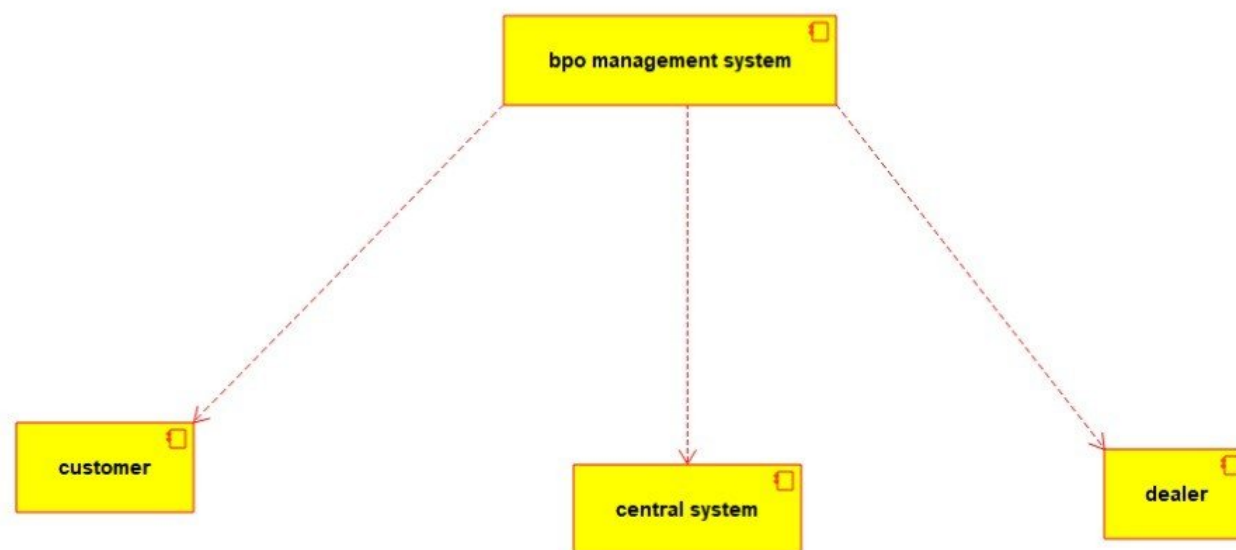 bpo management system
customer
central system
dealer